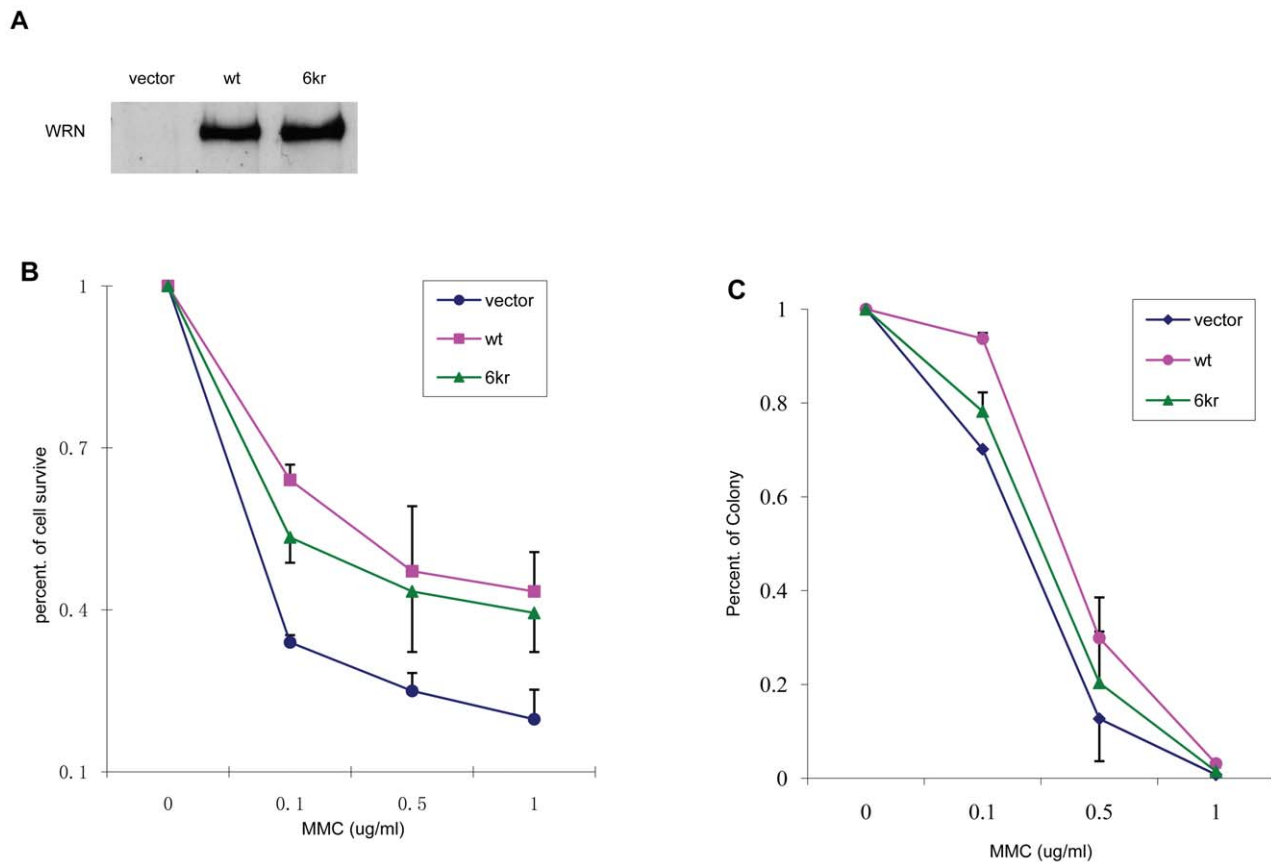 A
vector wt 6kr
WRN
B
1
0. 7
0. 4
0. 1
percent. of cell survive
0 0. 1 0. 5 1
MMC (ug/ml)
vector
wt
6kr
C
1
0.8
0.6
0.4
0.2
0
Percent. of Colony
0 0.1 0.5 1
MMC (ug/ml)
vector
wt
6kr